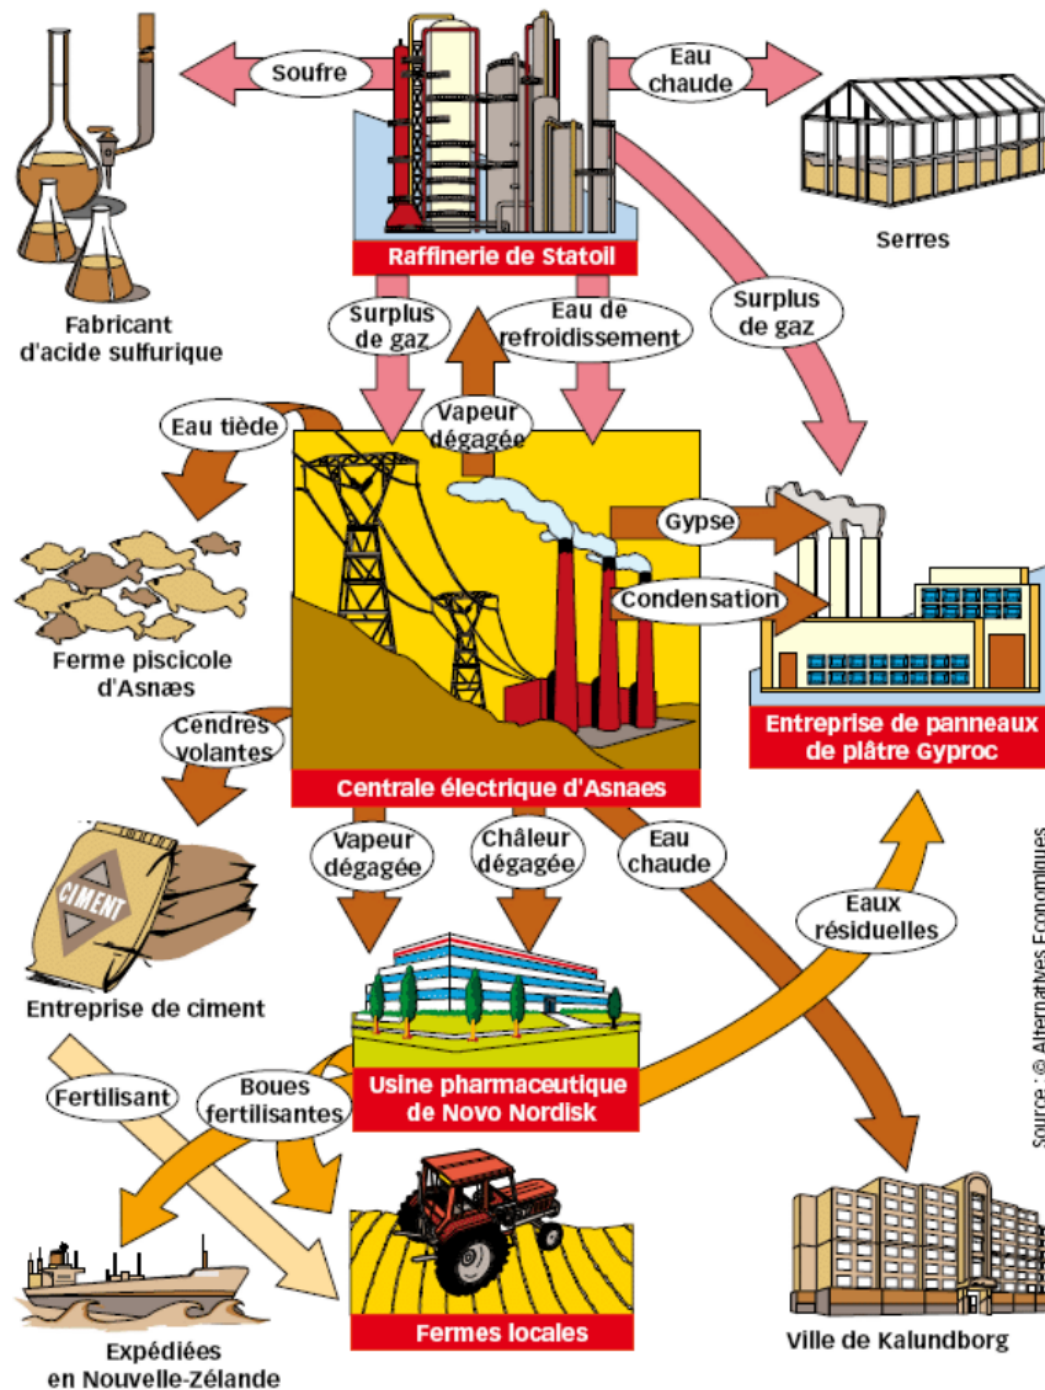 Soufre
Eau
chaude
Raffinerie de Statoil
Serres
Fabricant
d'acide sulfurique
Surplus
de gaz
Eau de
refroidissement
Surplus
de gaz
Vapeur
dégagée
Eau tiède
Gypse
Condensation
Ferme piscicole
d'Asnæs
Cendres
volantes
Entreprise de panneaux
de plâtre Gyproc
Centrale électrique d'Asnaes
Vapeur
dégagée
Châleur
dégagée
Eau
chaude
CIMENT
Eaux
résiduelles
Entreprise de ciment
Source : © Alternatives Economiques
Fertilisant
Boues
fertilisantes
Usine pharmaceutique
de Novo Nordisk
Fermes locales
Ville de Kalundborg
Expédiées
en Nouvelle-Zélande